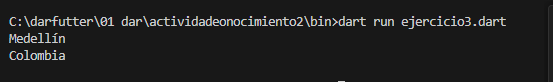 C:\darfutter\01 dar\actividadeonocimiento2\bin>dart run ejercicio3.dart
Medellín
Colombia